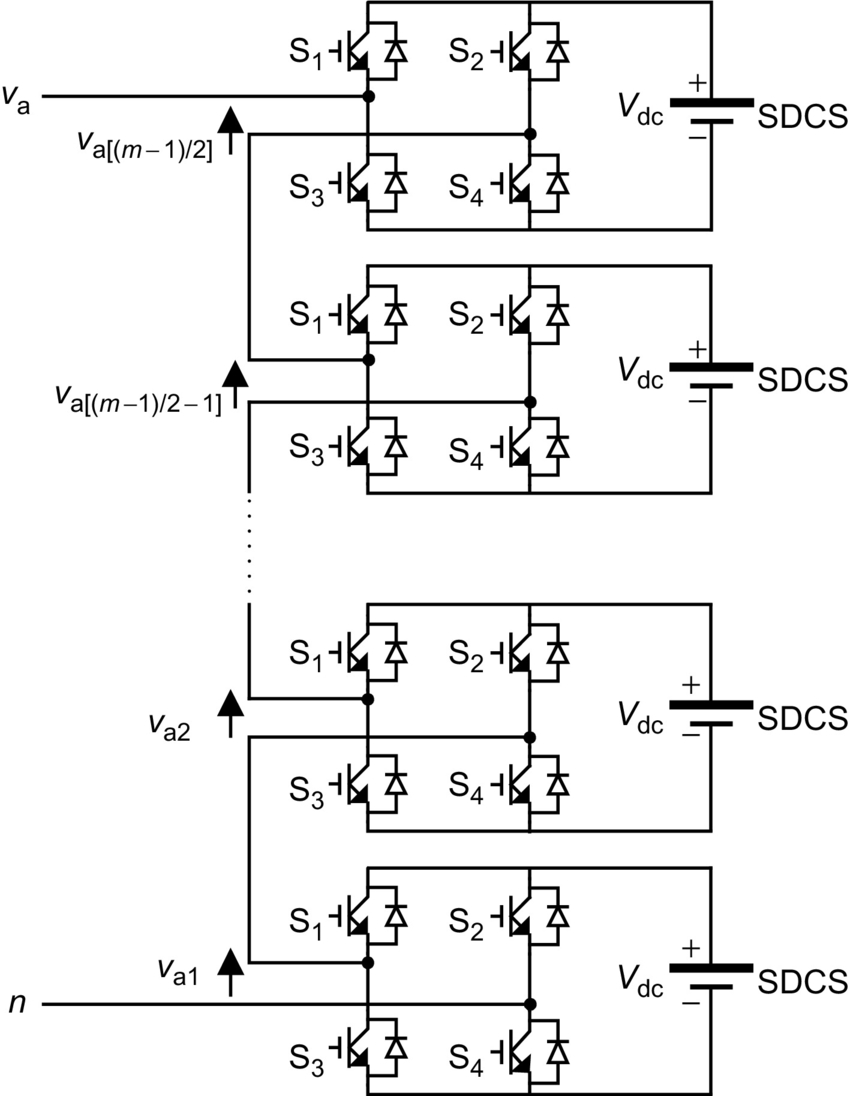 S1 S2
va
Vdc + SDCS
−
va[(m−1)/2]
S3 S4
S1 S2
Vdc + SDCS
−
va[(m−1)/2−1]
S3 S4
S1 S2
Vdc + SDCS
−
va2
S3 S4
S1 S2
va1
Vdc + SDCS
−
n
S3 S4